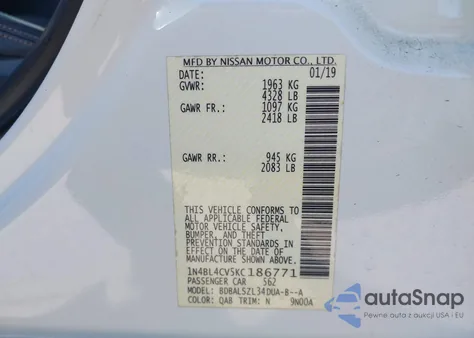 MFD BY NISSAN MOTOR CO., LTD.
DATE: 01/19
GVWR: 1963 KG
4328 LB
GAWR FR.: 1097 KG
2418 LB
GAWR RR.: 945 KG
2083 LB
THIS VEHICLE CONFORMS TO
ALL APPLICABLE FEDERAL
MOTOR VEHICLE SAFETY,
BUMPER, AND THEFT
PREVENTION STANDARDS IN
EFFECT ON THE DATE OF
MANUFACTURE SHOWN ABOVE.
1N4BL4CV5KC186771
PASSENGER CAR S62
MODEL: BDBALSZL34DUA-B--A
COLOR: QAB TRIM: N 9N00A
autoSnap
Auta z aukcji USA